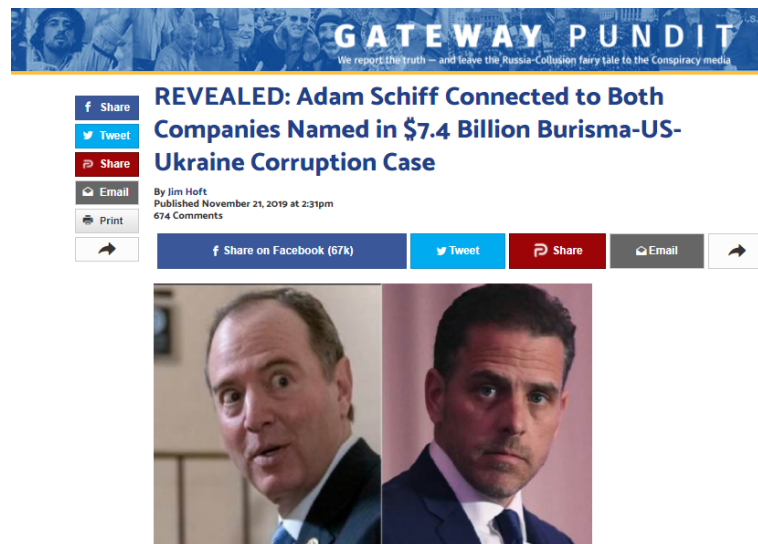 GATEWAY PUNDIT
We report the truth — and leave the Russia-Collusion fairy tale to the Conspiracy media
REVEALED: Adam Schiff Connected to Both
Companies Named in $7.4 Billion Burisma-US-
Ukraine Corruption Case
Share
Tweet
Share
Email
Print
By Jim Hoft
Published November 21, 2019 at 2:31pm
674 Comments
Share on Facebook (67k)
Tweet
Share
Email